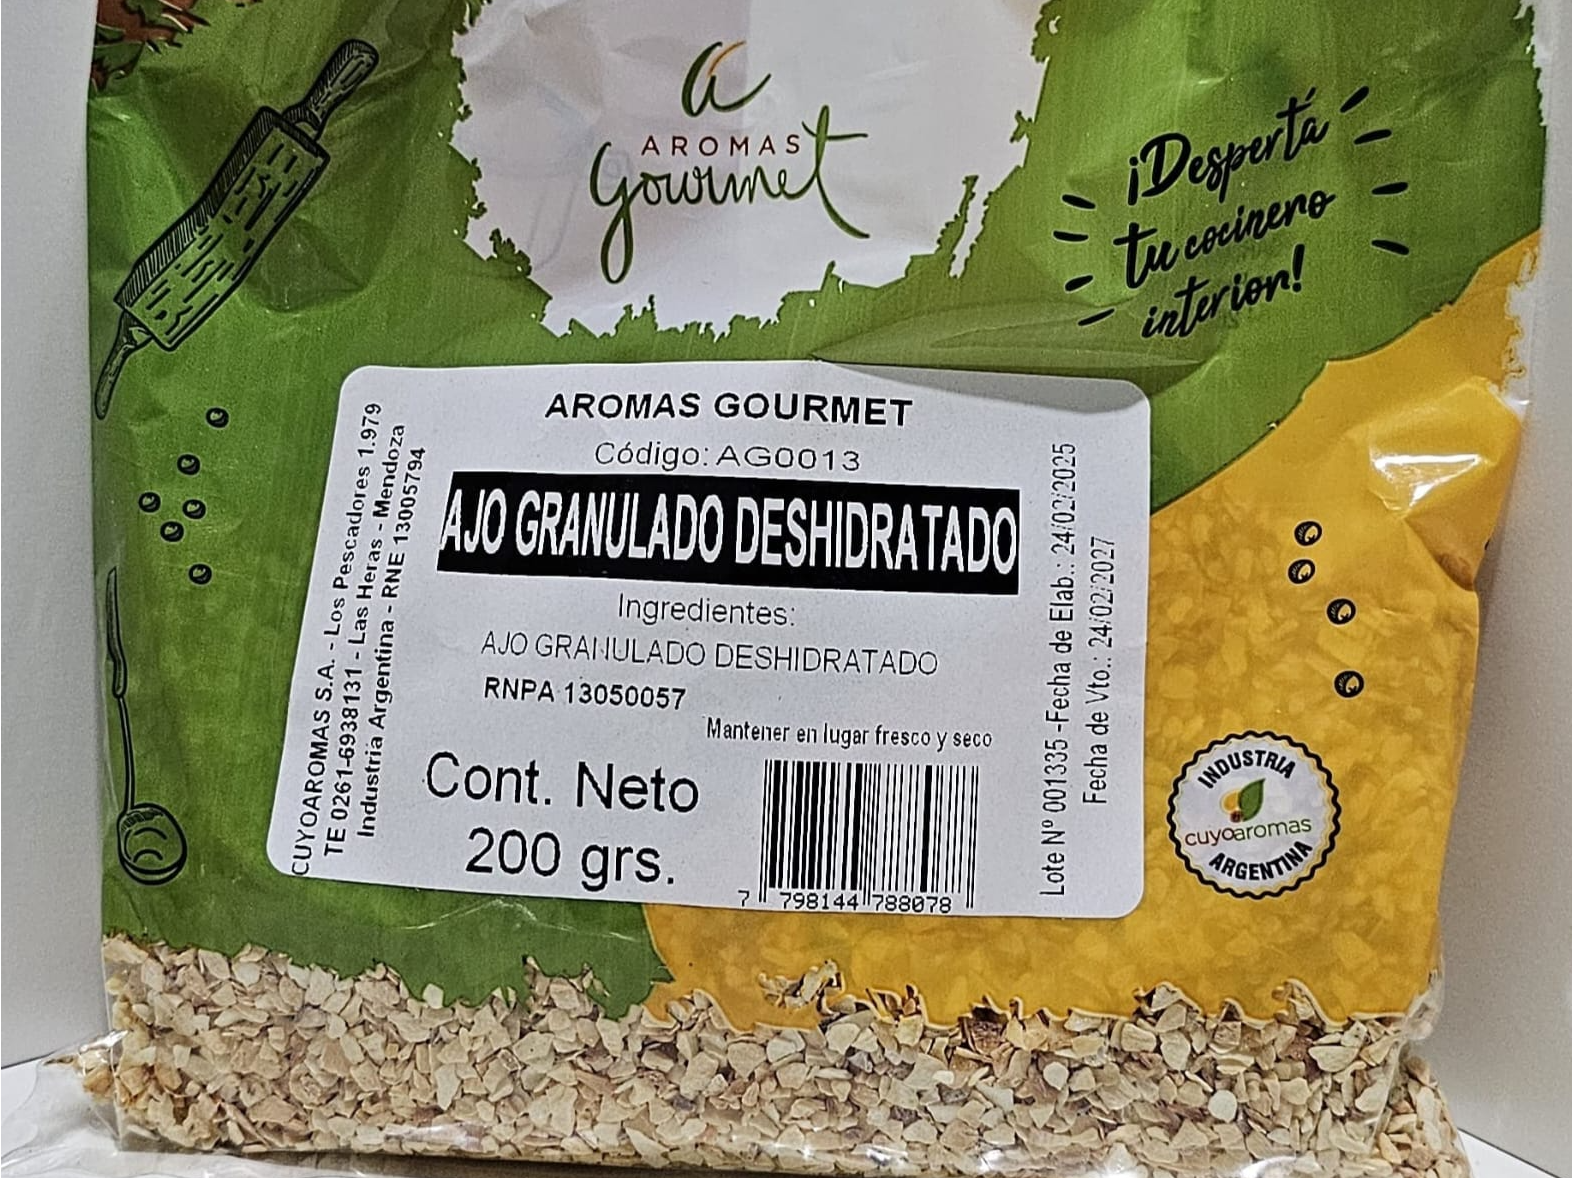 a
AROMAS
Gourmet
¡Despertá
tu cocinero
interior!
AROMAS GOURMET
Código: AG0013
AJO GRANULADO DESHIDRATADO
Ingredientes:
AJO GRANULADO DESHIDRATADO
RNPA 13050057
Mantener en lugar fresco y seco
Cont. Neto
200 grs.
7 798144 788078
CUYOAROMAS S.A. - Los Pescadores 1.979
TE 0261-6938131 - Las Heras - Mendoza
Industria Argentina - RNE 13005794
Lote Nº 001335 -Fecha de Elab.: 24/02/2025
Fecha de Vto.: 24/02/2027
INDUSTRIA
cuyoaromas
ARGENTINA